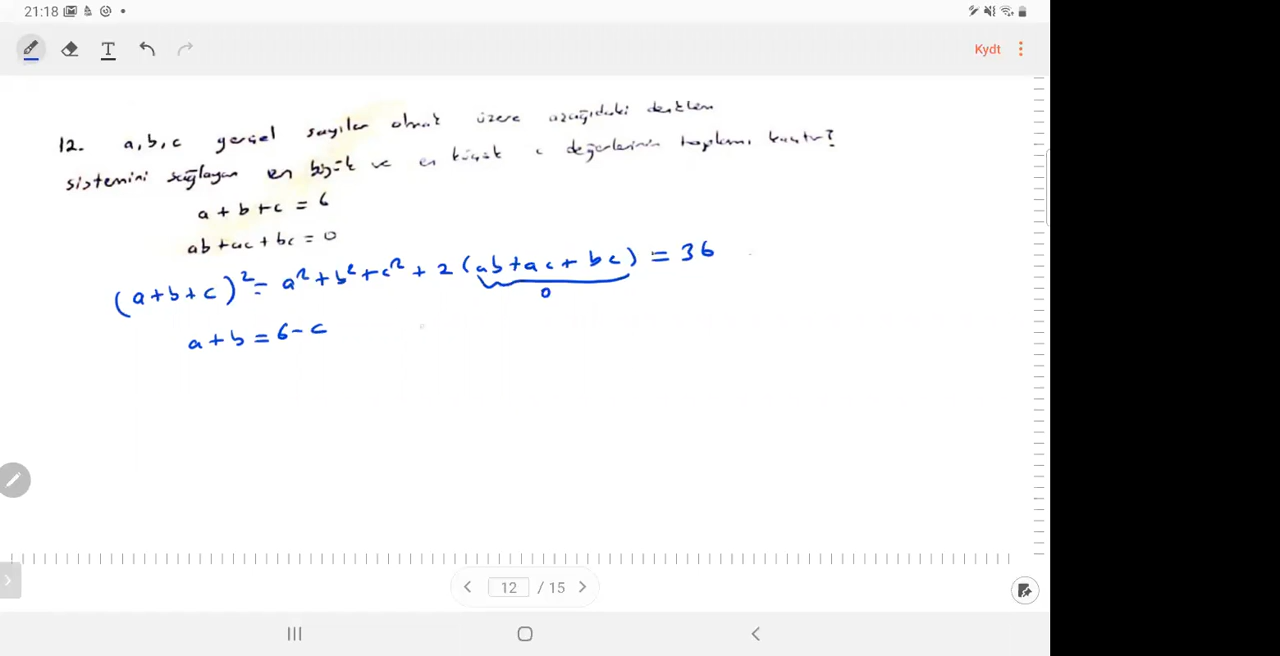 21:18
Kydt
12. a, b, c gerçel sayılar olmak üzere aşağıdaki denklem
sistemini sağlayan en büyük ve en küçük c değerlerinin toplamı kaçtır?
a + b + c = 6
ab + ac + bc = 0
(a + b + c)² = a² + b² + c² + 2 (ab + ac + bc) = 36
0
a + b = 6 - c
12 / 15